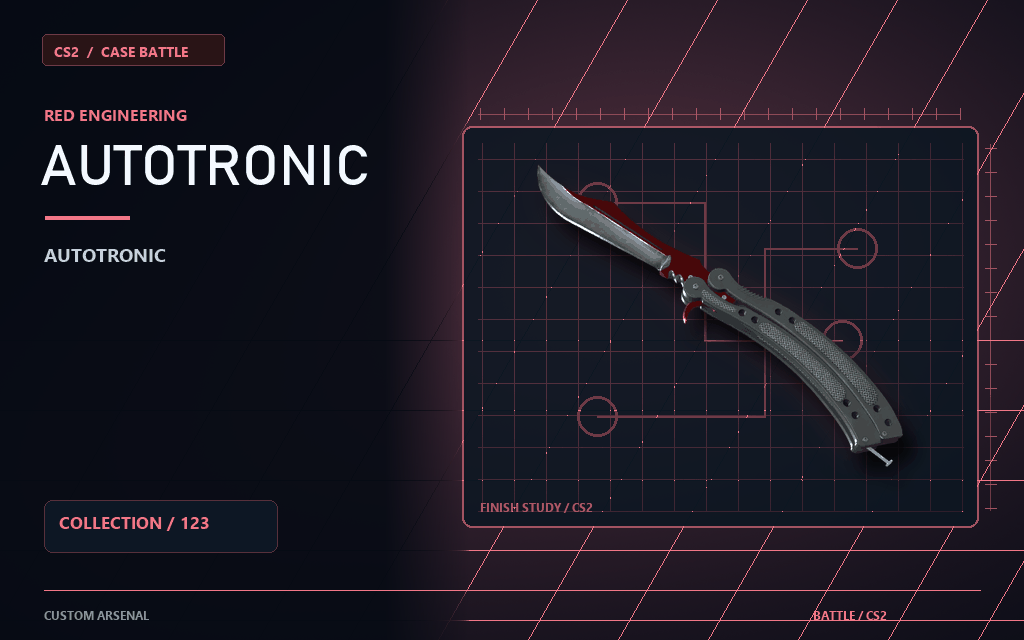 CS2 / CASE BATTLE
RED ENGINEERING
AUTOTRONIC
AUTOTRONIC
FINISH STUDY / CS2
COLLECTION / 123
CUSTOM ARSENAL
BATTLE / CS2